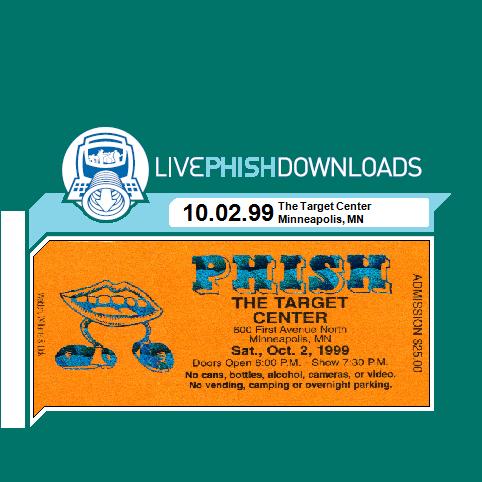 LIVEPHISHDOWNLOADS
10.02.99 The Target Center
Minneapolis, MN
PHISH
THE TARGET
CENTER
600 First Avenue North
Minneapolis, MN
Sat., Oct. 2, 1999
Doors Open 6:00 P.M. - Show 7:30 P.M.
No cans, bottles, alcohol, cameras, or video.
No vending, camping or overnight parking.
ADMISSION $25.00